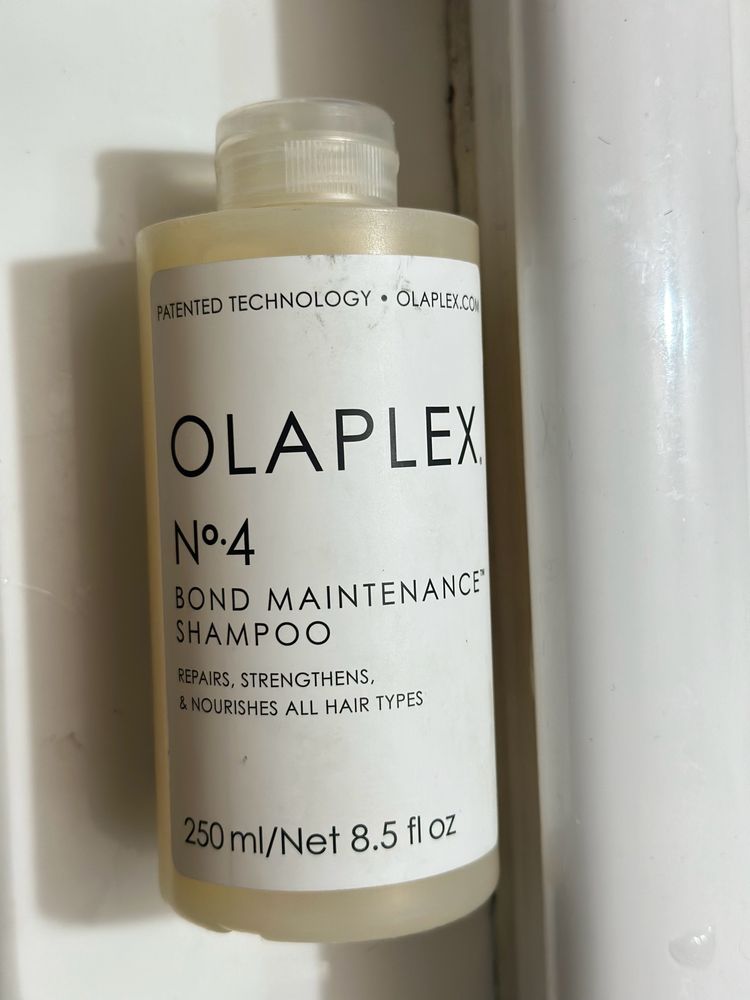 PATENTED TECHNOLOGY • OLAPLEX.COM
OLAPLEX.
Nº.4
BOND MAINTENANCE™
SHAMPOO
REPAIRS, STRENGTHENS,
& NOURISHES ALL HAIR TYPES
250 ml/Net 8.5 fl oz